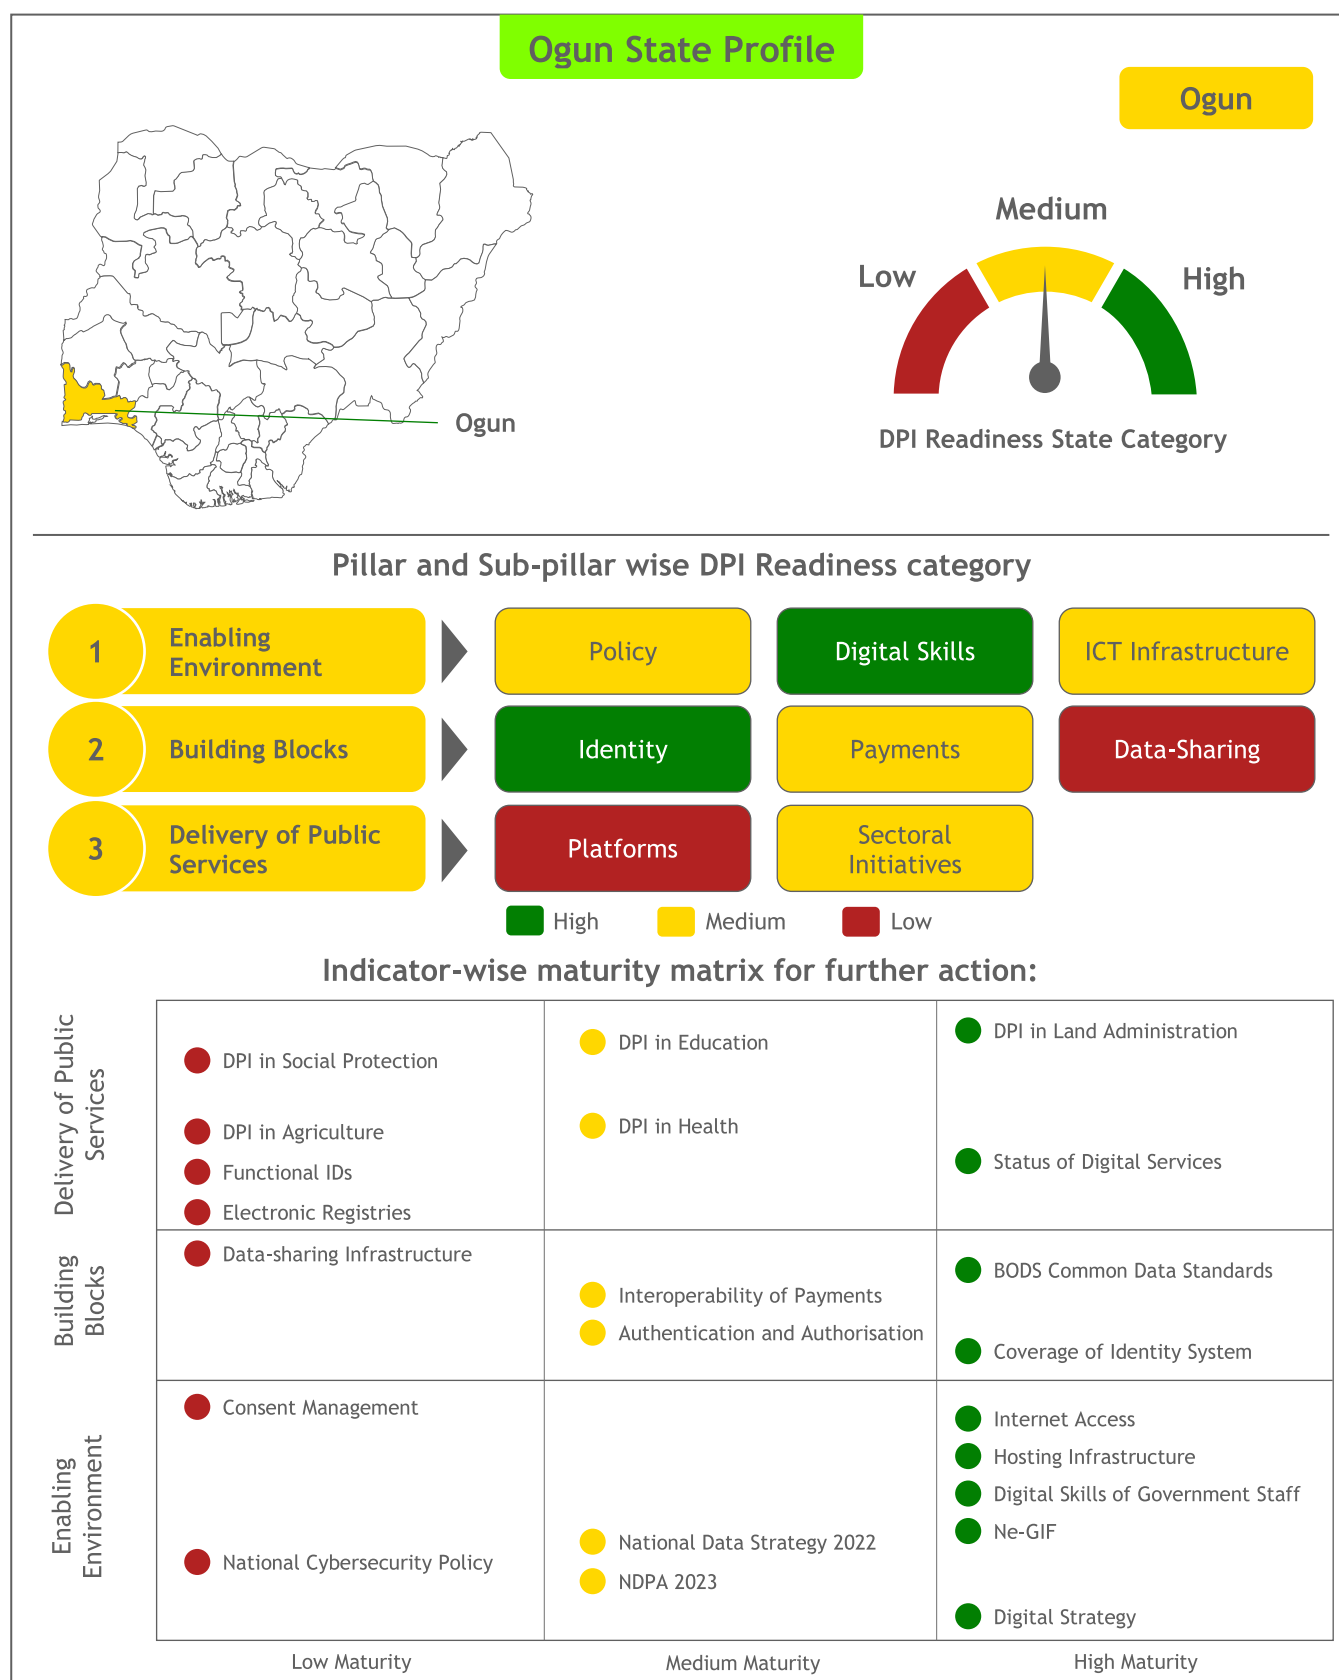 Ogun State Profile
Ogun
Medium
Low
High
DPI Readiness State Category
Ogun
Pillar and Sub-pillar wise DPI Readiness category
1
Enabling
Environment
Policy
Digital Skills
ICT Infrastructure
2
Building Blocks
Identity
Payments
Data-Sharing
3
Delivery of Public
Services
Platforms
Sectoral
Initiatives
High
Medium
Low
Indicator-wise maturity matrix for further action:
Delivery of Public
Services
DPI in Social Protection
DPI in Agriculture
Functional IDs
Electronic Registries
DPI in Education
DPI in Health
DPI in Land Administration
Status of Digital Services
Building
Blocks
Data-sharing Infrastructure
Interoperability of Payments
Authentication and Authorisation
BODS Common Data Standards
Coverage of Identity System
Enabling
Environment
Consent Management
National Cybersecurity Policy
National Data Strategy 2022
NDPA 2023
Internet Access
Hosting Infrastructure
Digital Skills of Government Staff
Ne-GIF
Digital Strategy
Low Maturity
Medium Maturity
High Maturity